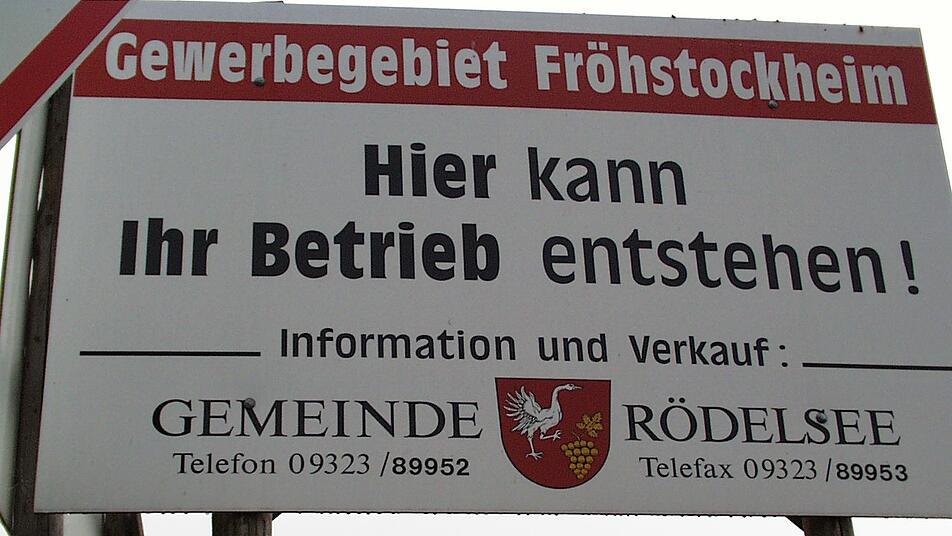 Gewerbegebiet Fröhstockheim
Hier kann
Ihr Betrieb entstehen!
Information und Verkauf:
GEMEINDE RÖDELSEE
Telefon 09323/89952 Telefax 09323/89953